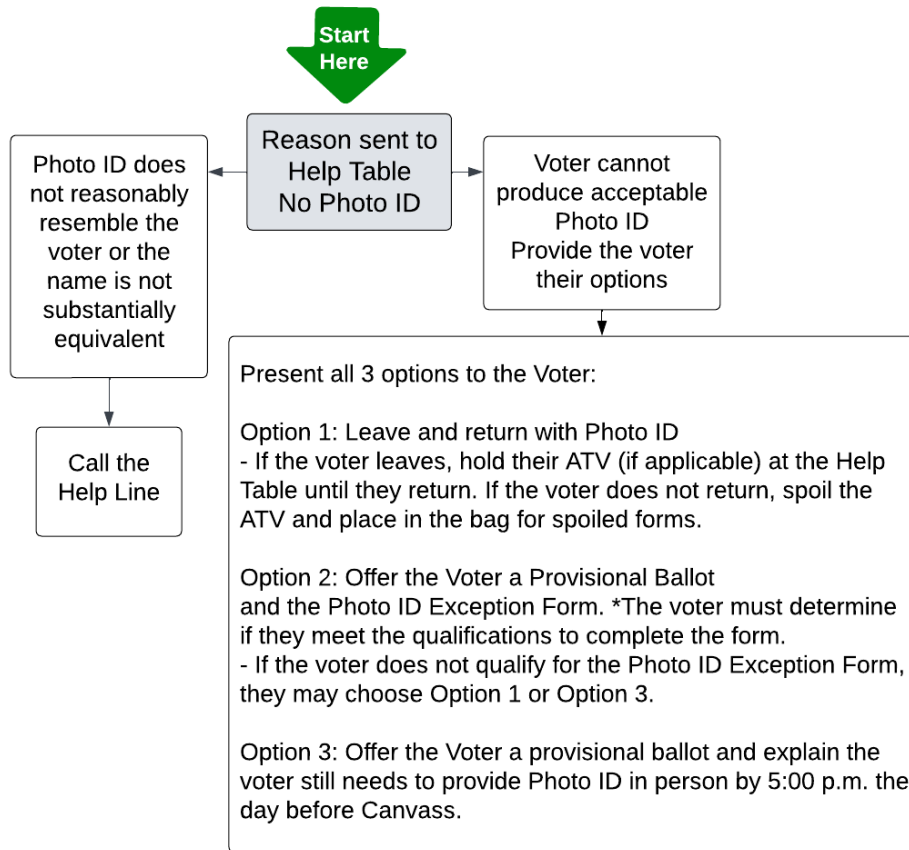 Start
Here
Reason sent to
Help Table
No Photo ID
Photo ID does
not reasonably
resemble the
voter or the
name is not
substantially
equivalent
Call the
Help Line
Voter cannot
produce acceptable
Photo ID
Provide the voter
their options
Present all 3 options to the Voter:
Option 1: Leave and return with Photo ID
- If the voter leaves, hold their ATV (if applicable) at the Help
Table until they return. If the voter does not return, spoil the
ATV and place in the bag for spoiled forms.
Option 2: Offer the Voter a Provisional Ballot
and the Photo ID Exception Form. *The voter must determine
if they meet the qualifications to complete the form.
- If the voter does not qualify for the Photo ID Exception Form,
they may choose Option 1 or Option 3.
Option 3: Offer the Voter a provisional ballot and explain the
voter still needs to provide Photo ID in person by 5:00 p.m. the
day before Canvass.